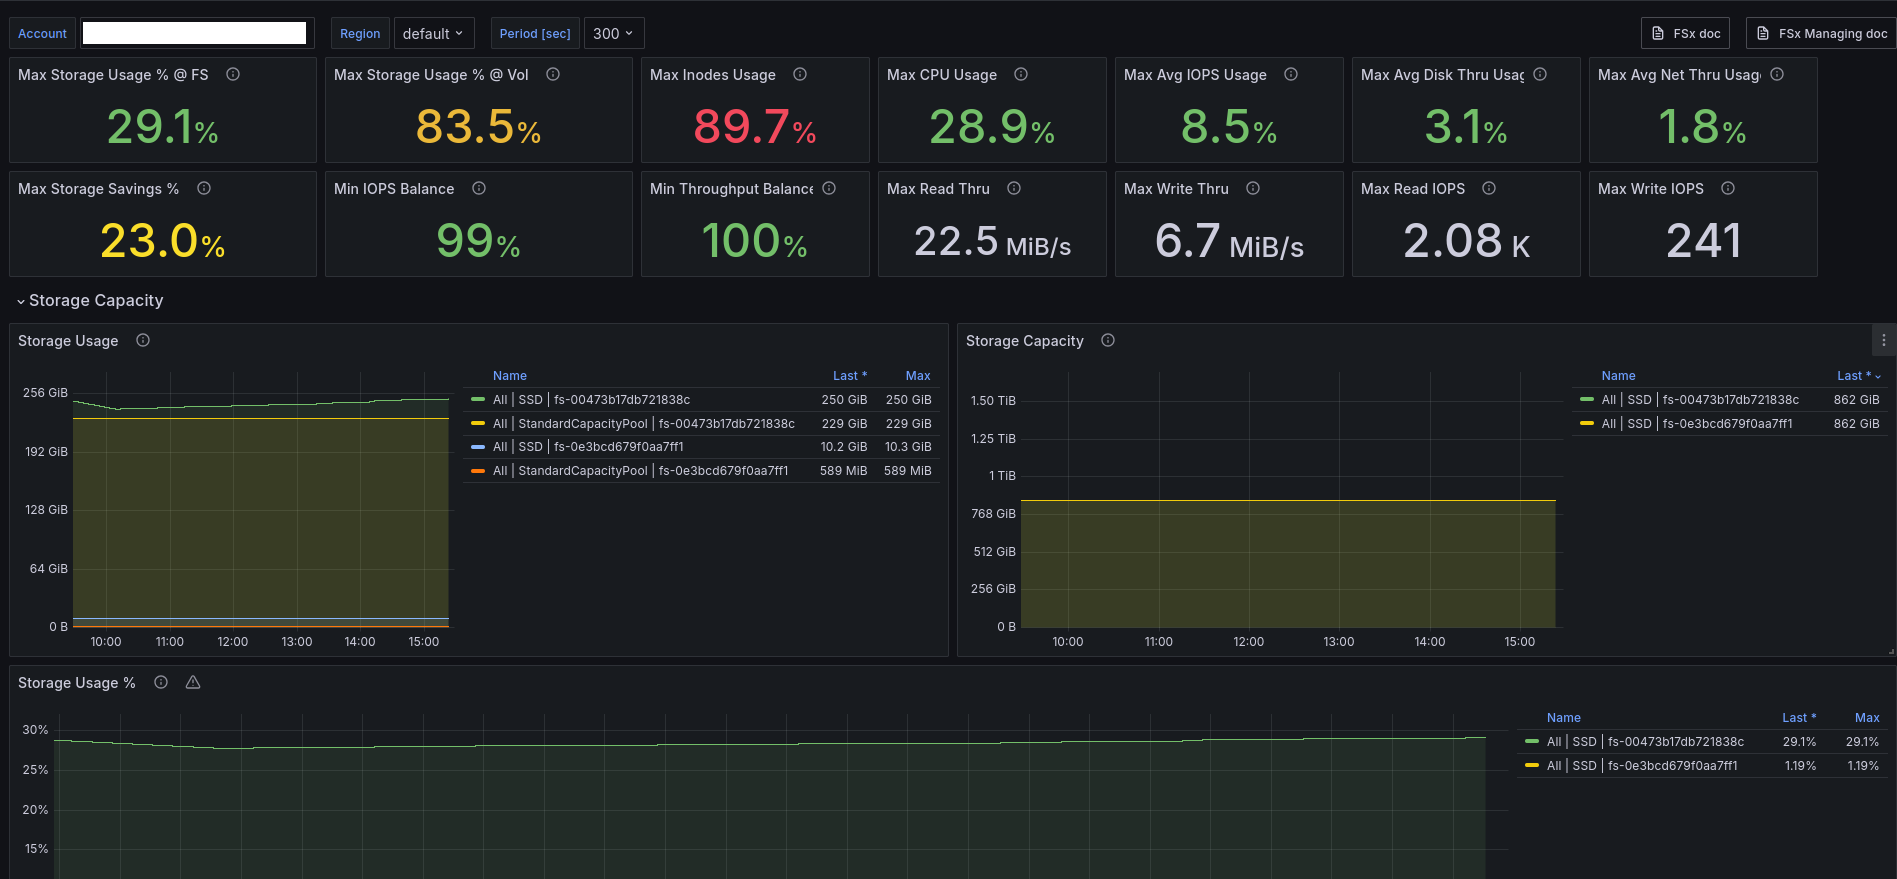 Account Region default Period [sec] 300 FSx doc FSx Managing doc
Max Storage Usage % @ FS Max Storage Usage % @ Vol Max Inodes Usage Max CPU Usage Max Avg IOPS Usage Max Avg Disk Thru Usag Max Avg Net Thru Usag
29.1% 83.5% 89.7% 28.9% 8.5% 3.1% 1.8%
Max Storage Savings % Min IOPS Balance Min Throughput Balance Max Read Thru Max Write Thru Max Read IOPS Max Write IOPS
23.0% 99% 100% 22.5 MiB/s 6.7 MiB/s 2.08 K 241
Storage Capacity
Storage Usage
256 GiB
192 GiB
128 GiB
64 GiB
0 B
10:00 11:00 12:00 13:00 14:00 15:00
Name Last * Max
All | SSD | fs-00473b17db721838c 250 GiB 250 GiB
All | StandardCapacityPool | fs-00473b17db721838c 229 GiB 229 GiB
All | SSD | fs-0e3bcd679f0aa7ff1 10.2 GiB 10.3 GiB
All | StandardCapacityPool | fs-0e3bcd679f0aa7ff1 589 MiB 589 MiB
Storage Capacity
1.50 TiB
1.25 TiB
1 TiB
768 GiB
512 GiB
256 GiB
0 B
10:00 11:00 12:00 13:00 14:00 15:00
Name Last *
All | SSD | fs-00473b17db721838c 862 GiB
All | SSD | fs-0e3bcd679f0aa7ff1 862 GiB
Storage Usage %
30%
25%
20%
15%
Name Last * Max
All | SSD | fs-00473b17db721838c 29.1% 29.1%
All | SSD | fs-0e3bcd679f0aa7ff1 1.19% 1.19%